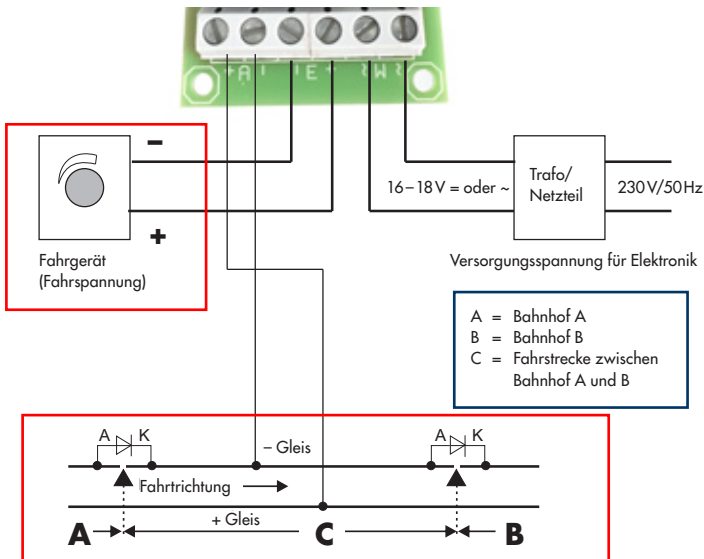 + A – – E + ~ W ~
–
+
Fahrgerät
(Fahrspannung)
16–18 V = oder ~
Trafo/
Netzteil
230 V/50 Hz
Versorgungsspannung für Elektronik
A = Bahnhof A
B = Bahnhof B
C = Fahrstrecke zwischen
Bahnhof A und B
A K
– Gleis
A K
Fahrtrichtung
+ Gleis
A C B